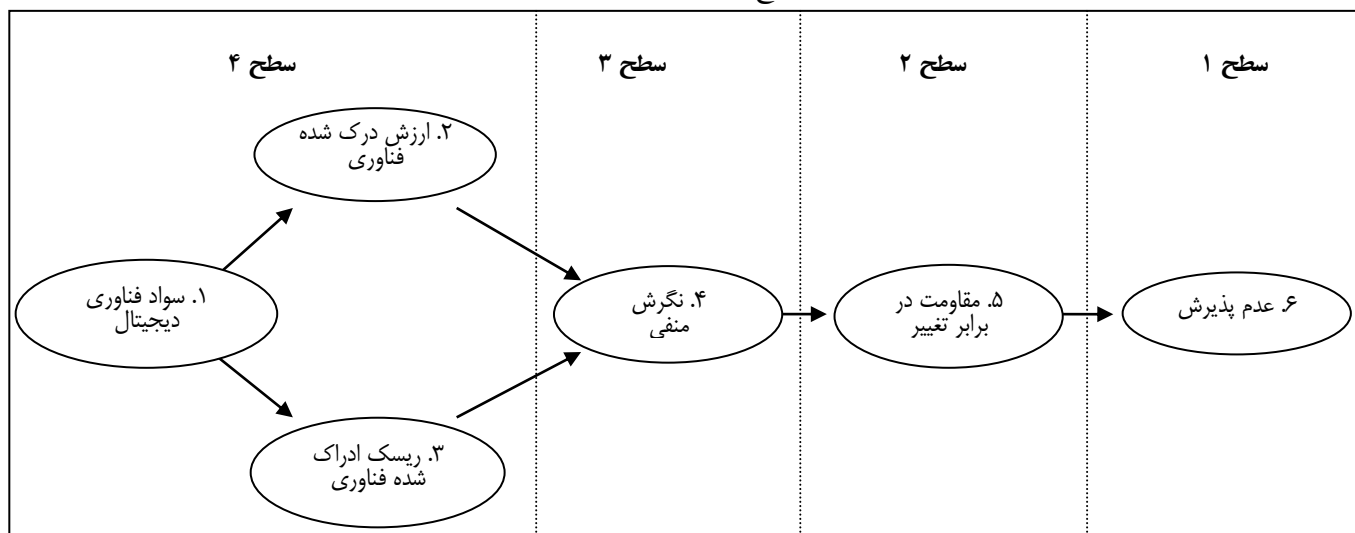 سطح ۱
سطح ۲
سطح ۳
سطح ۴
۲. ارزش درک شده
فناوری
۱. سواد فناوری
دیجیتال
۳. ریسک ادراک
شده فناوری
۴. نگرش
منفی
۵. مقاومت در
برابر تغییر
۶. عدم پذیرش